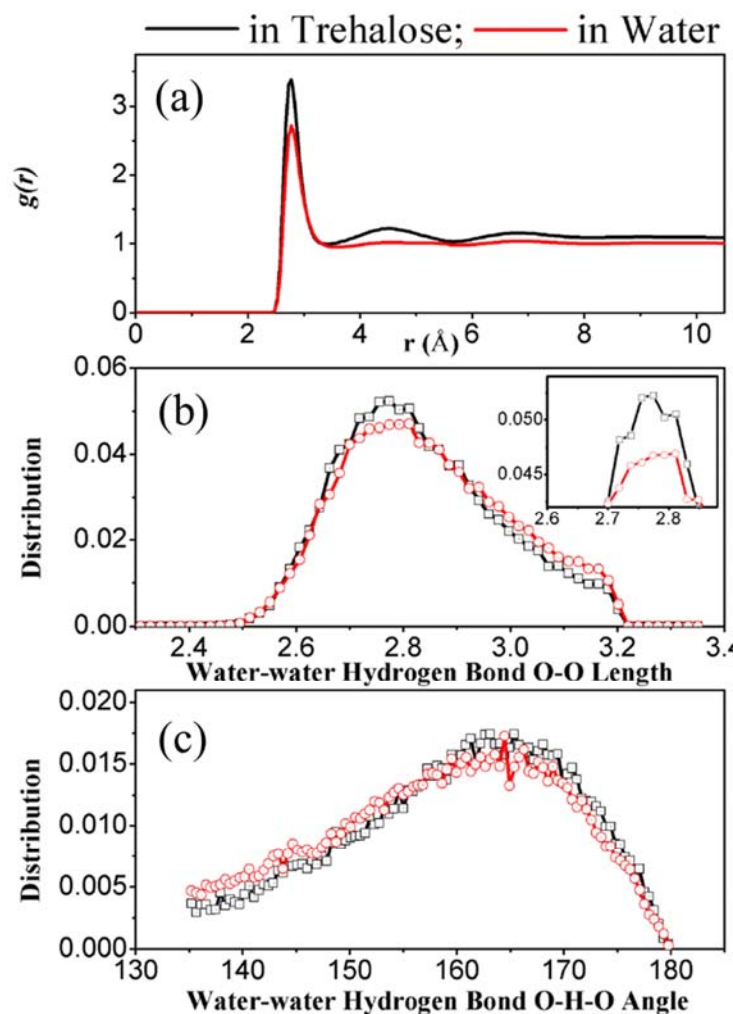 in Trehalose; in Water
(a)
3
2
1
0
g(r)
0 2 4 6 8 10
r (Å)
(b)
0.06
0.04
0.02
0.00
Distribution
0.050
0.045
2.6 2.7 2.8
2.4 2.6 2.8 3.0 3.2 3.4
Water-water Hydrogen Bond O-O Length
(c)
0.020
0.015
0.010
0.005
0.000
Distribution
130 140 150 160 170 180
Water-water Hydrogen Bond O-H-O Angle